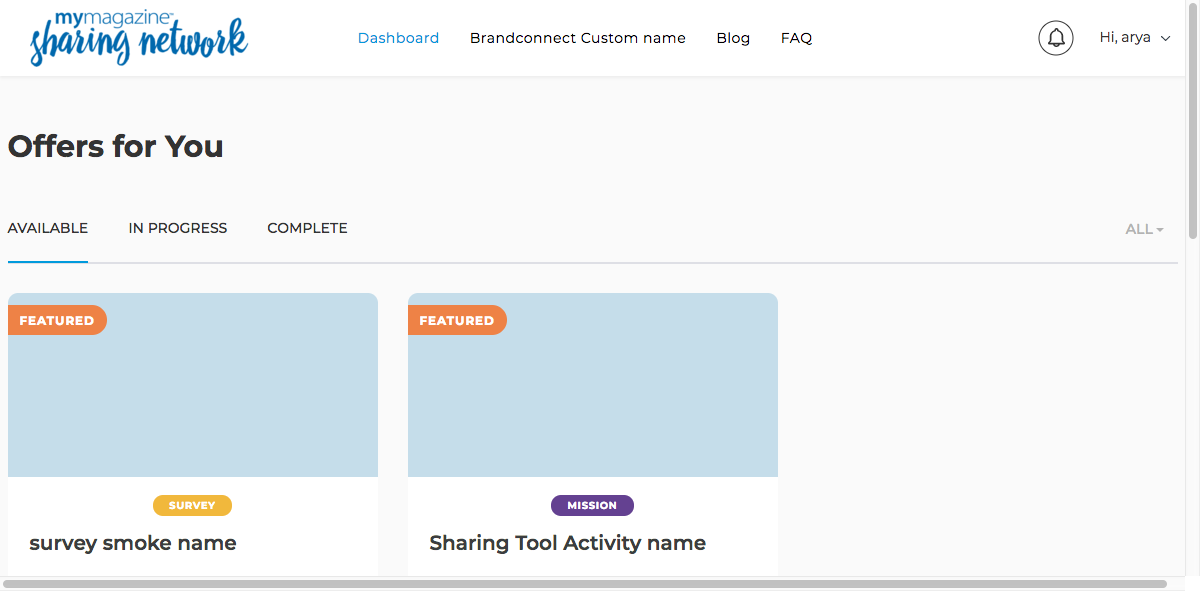 mymagazine™
sharing network
Dashboard
Brandconnect Custom name
Blog
FAQ
Hi, arya
Offers for You
AVAILABLE
IN PROGRESS
COMPLETE
ALL
FEATURED
FEATURED
SURVEY
MISSION
survey smoke name
Sharing Tool Activity name